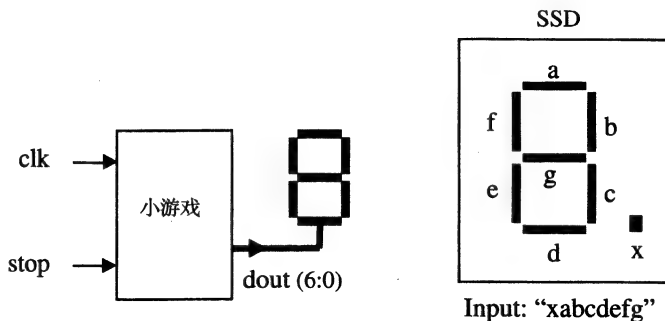 SSD
a
f
b
g
e
c
d
x
Input: “xabcdefg”
clk
小游戏
stop
dout (6:0)